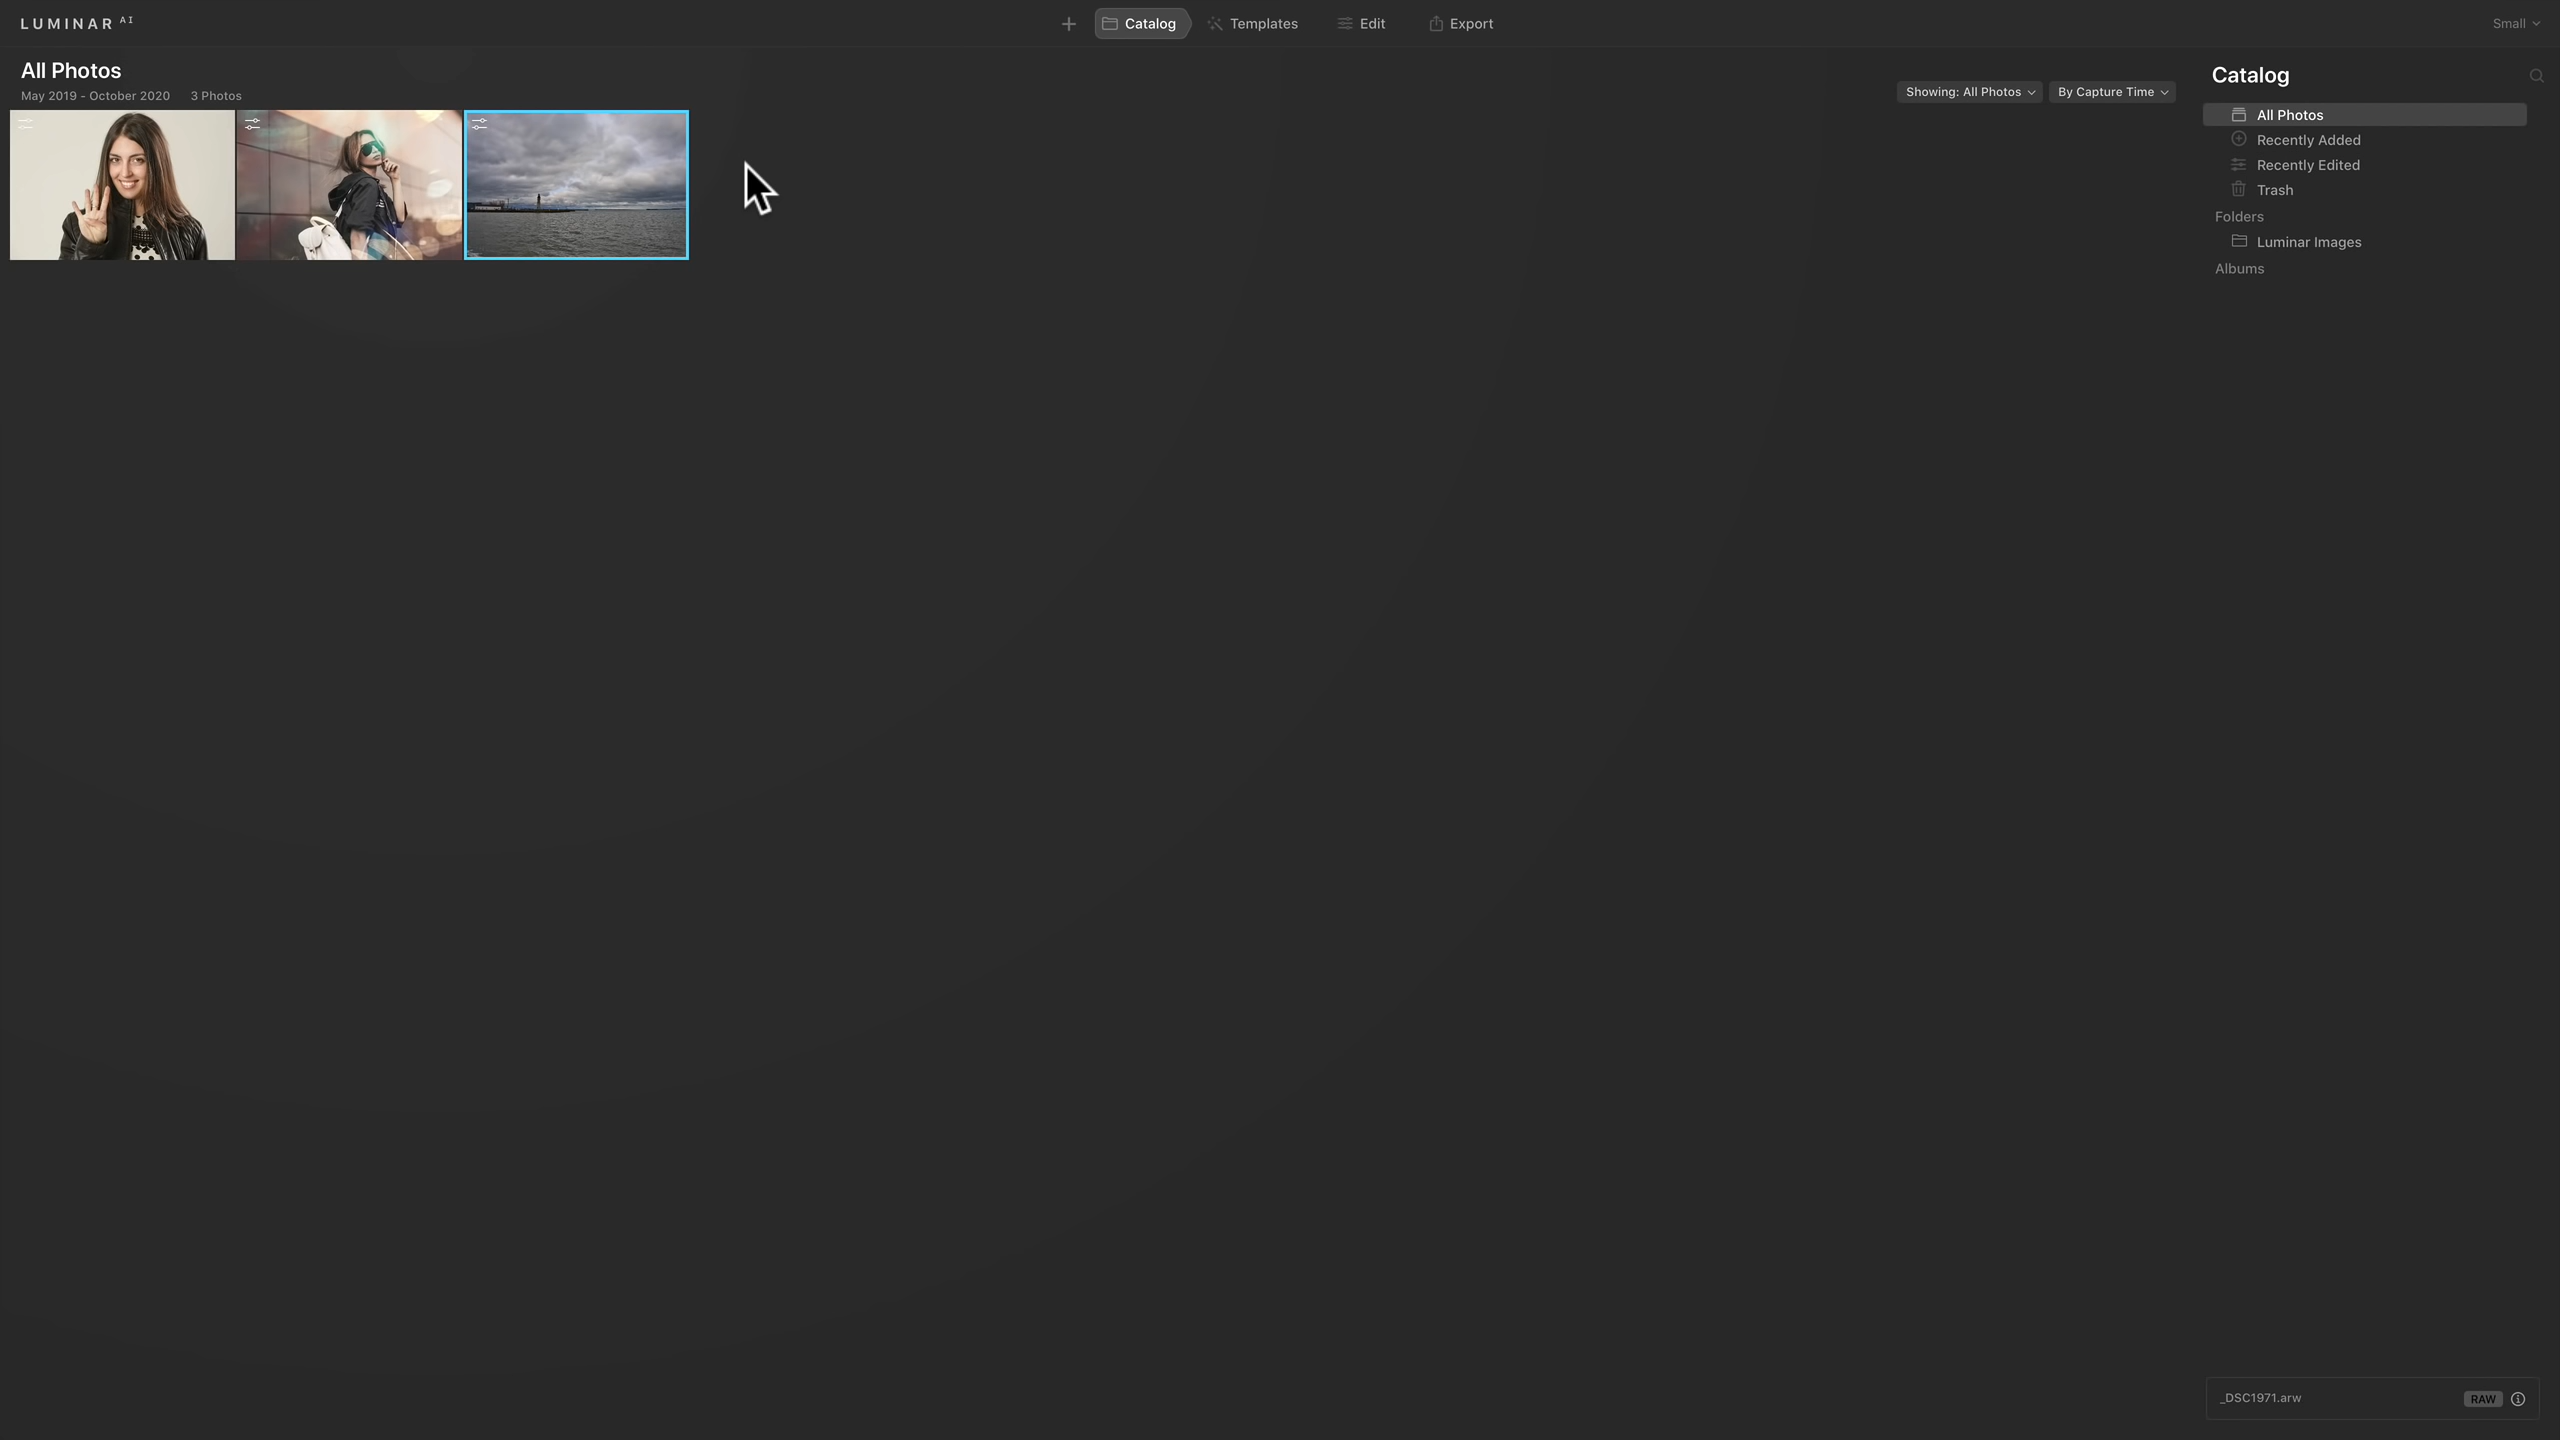 LUMINAR AI
Catalog
Templates
Edit
Export
Small
All Photos
May 2019 - October 2020 3 Photos
Showing: All Photos
By Capture Time
Catalog
All Photos
Recently Added
Recently Edited
Trash
Folders
Luminar Images
Albums
_DSC1971.arw
RAW